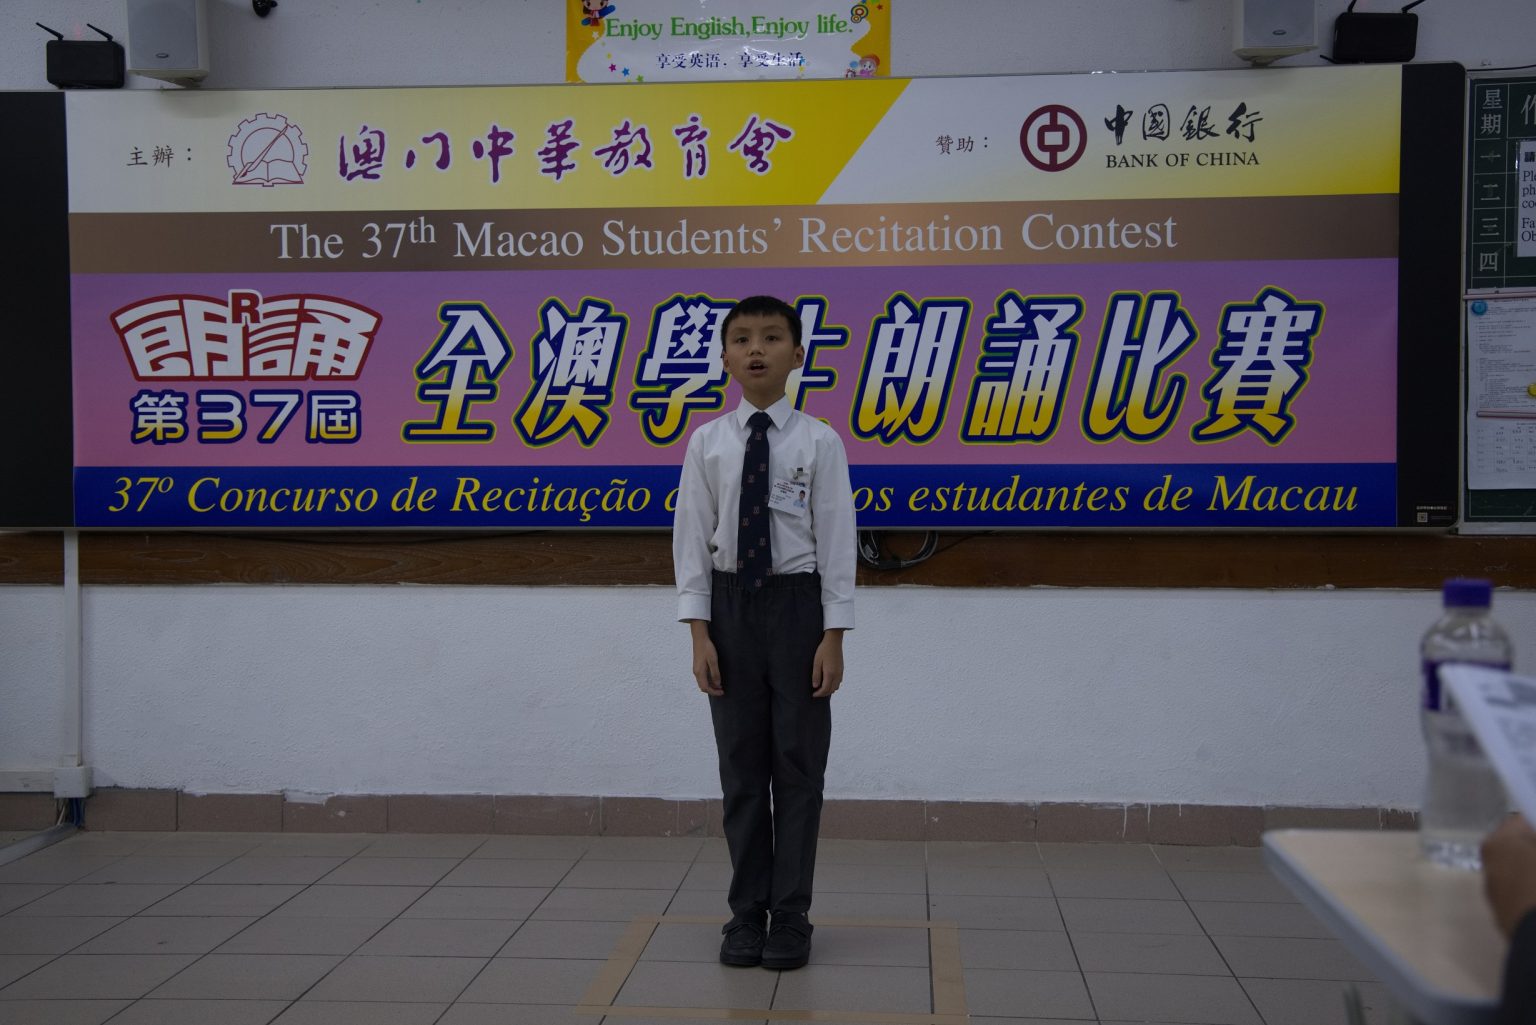 Enjoy English,Enjoy life.
享受英语．享受生活
主辦：
澳门中華教育會
贊助：
中國銀行
BANK OF CHINA
The 37th Macao Students’ Recitation Contest
R
朗誦
第37屆
全澳學生朗誦比賽
37º Concurso de Recitação
os estudantes de Macau
星期
一
二
三
四